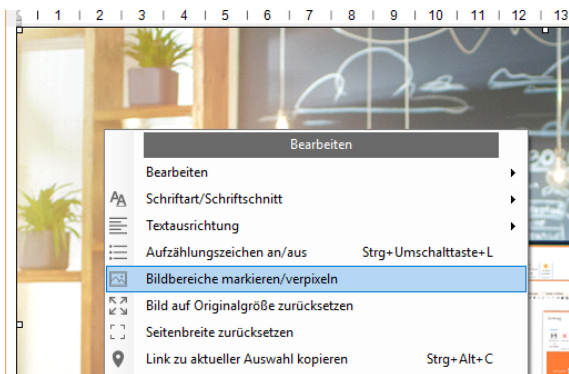 1 2 3 4 5 6 7 8 9 10 11 12 13
Bearbeiten
Bearbeiten
Schriftart/Schriftschnitt
Textausrichtung
Aufzählungszeichen an/aus Strg+Umschalttaste+L
Bildbereiche markieren/verpixeln
Bild auf Originalgröße zurücksetzen
Seitenbreite zurücksetzen
Link zu aktueller Auswahl kopieren Strg+Alt+C